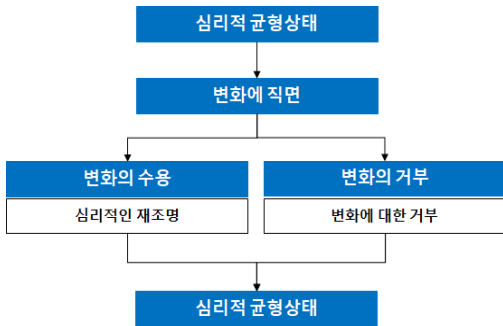 심리적 균형상태
변화에 직면
변화의 수용
심리적인 재조명
변화의 거부
변화에 대한 거부
심리적 균형상태